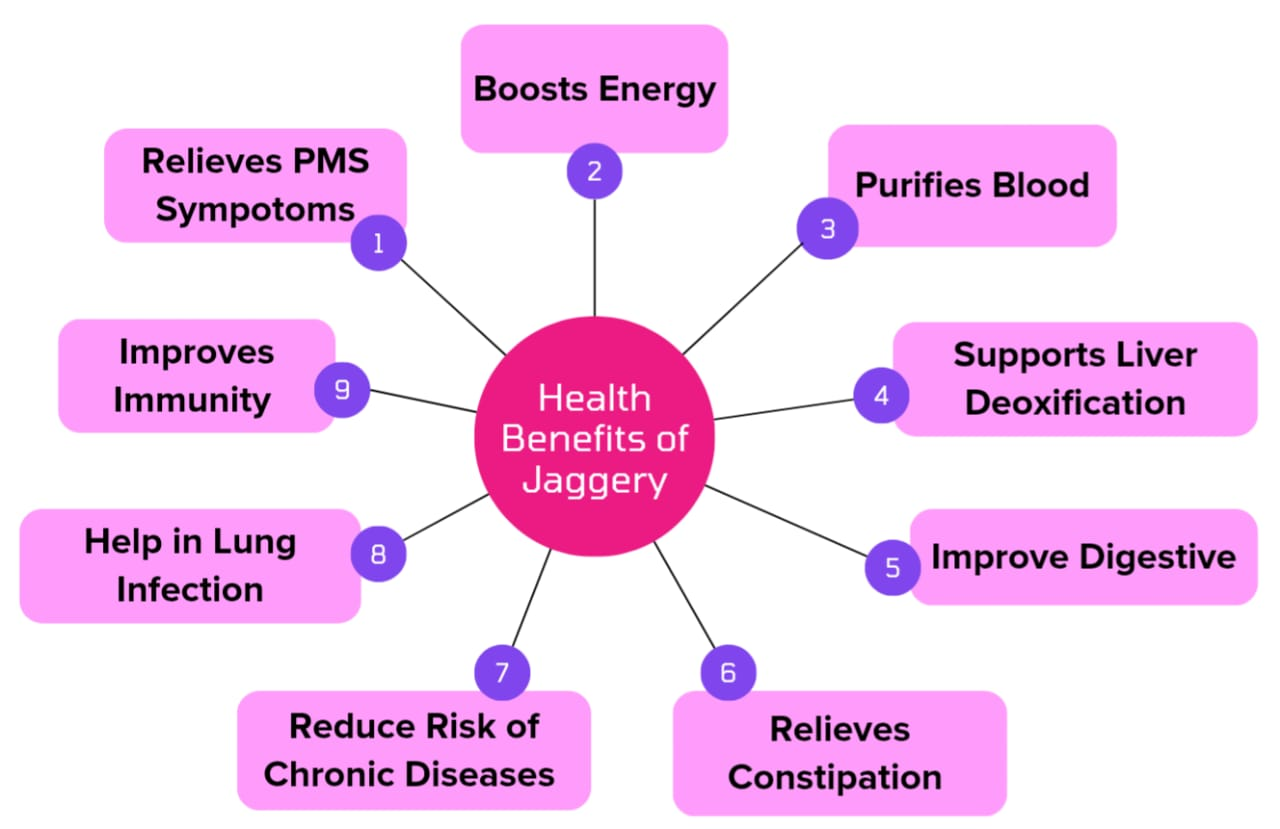 Health
Benefits of
Jaggery
1
Relieves PMS
Sympotoms
2
Boosts Energy
3
Purifies Blood
4
Supports Liver
Deoxification
5
Improve Digestive
6
Relieves
Constipation
7
Reduce Risk of
Chronic Diseases
8
Help in Lung
Infection
9
Improves
Immunity